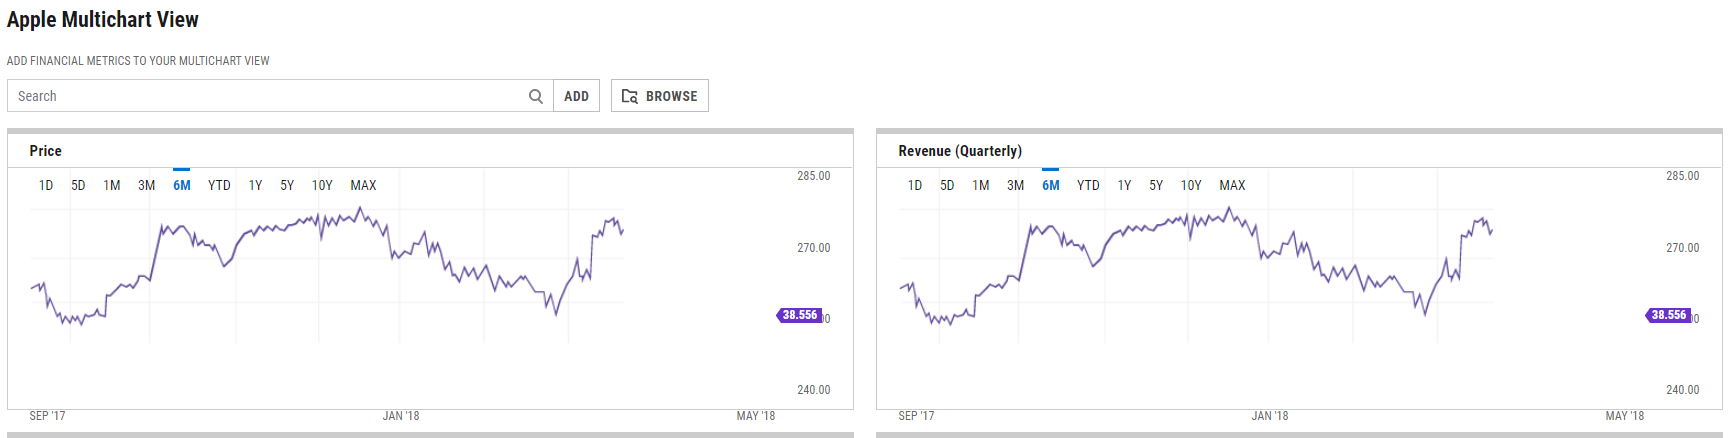 Apple Multichart View
ADD FINANCIAL METRICS TO YOUR MULTICHART VIEW
Search
ADD
BROWSE
Price
1D 5D 1M 3M 6M YTD 1Y 5Y 10Y MAX
285.00
270.00
38.556
240.00
SEP '17 JAN '18 MAY '18
Revenue (Quarterly)
1D 5D 1M 3M 6M YTD 1Y 5Y 10Y MAX
285.00
270.00
38.556
240.00
SEP '17 JAN '18 MAY '18